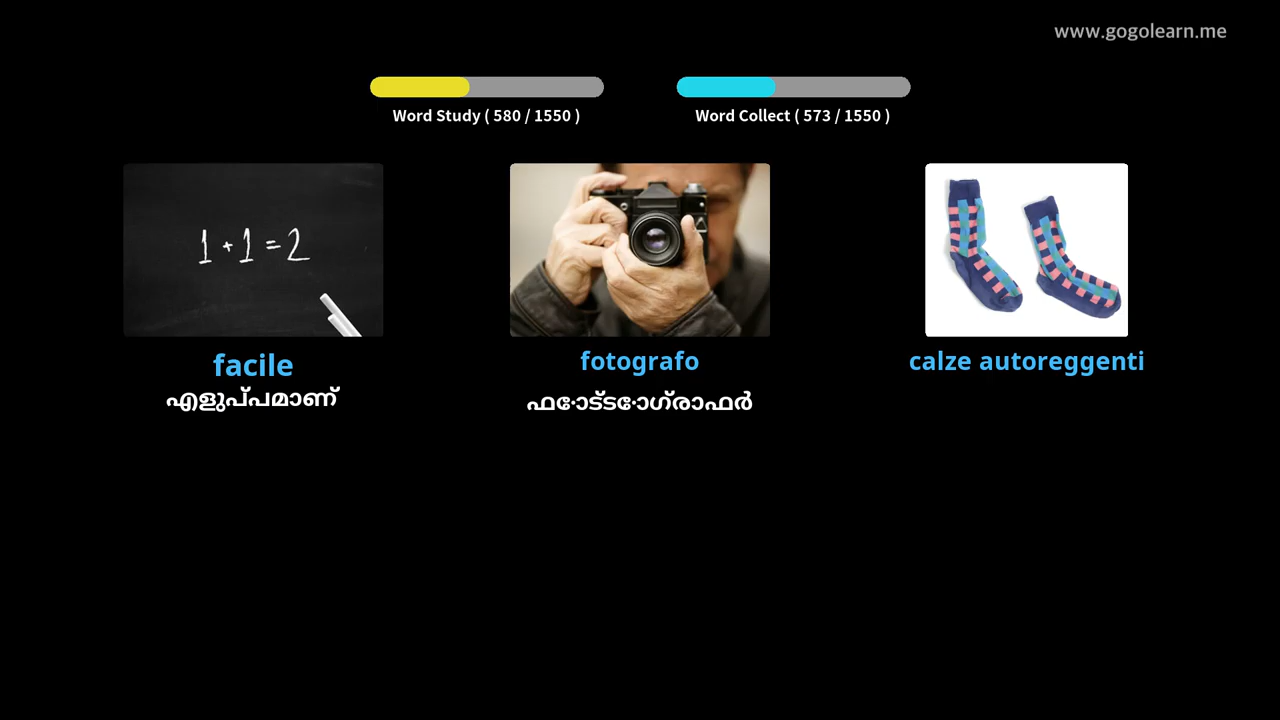 www.gogolearn.me
Word Study ( 580 / 1550 )
Word Collect ( 573 / 1550 )
1 + 1 = 2
facile
fotografo
calze autoreggenti
എളുപ്പമാണ്
ഫോട്ടോഗ്രാഫർ